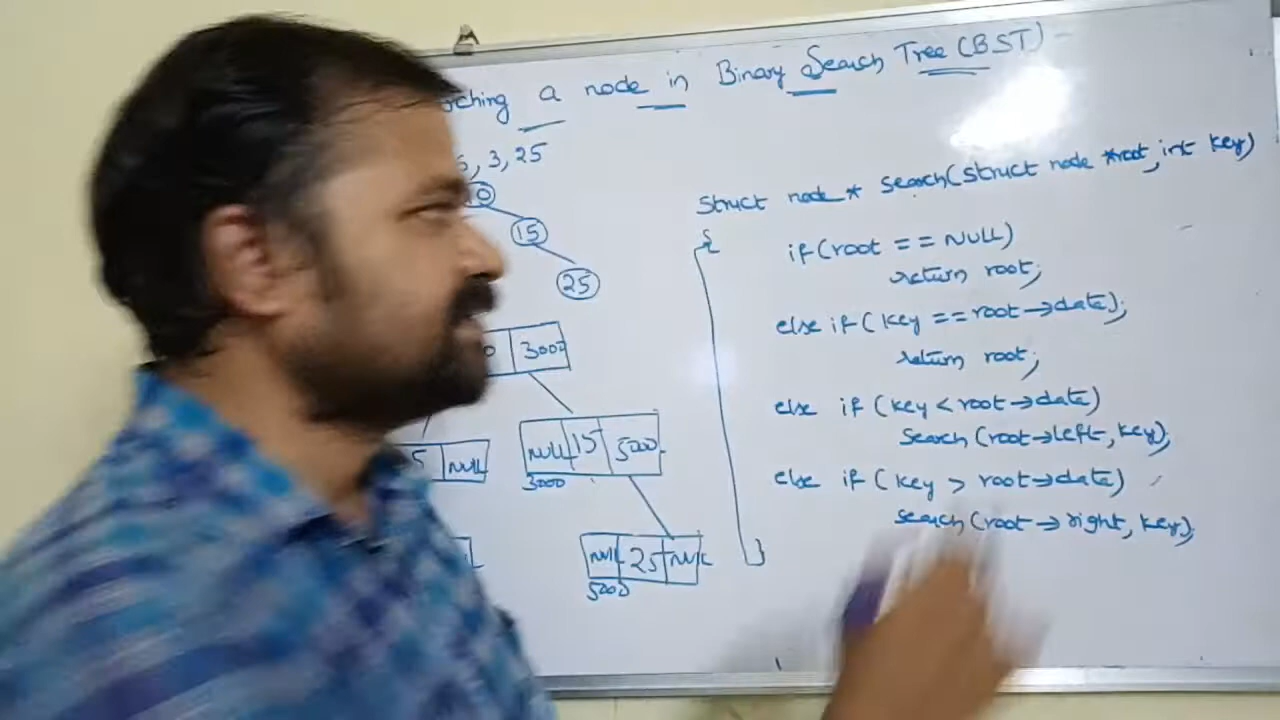 a node in Binary Search Tree (BST)
3, 25
15
25
3000
NULL 15 5000
3000
5 NULL
NULL 25 NULL
5000
struct node * search(struct node *root, int key)
{
if (root == NULL)
return root;
else if (key == root->data);
return root;
else if (key < root->data)
search (root->left, key);
else if (key > root->data)
search (root->right, key);
}